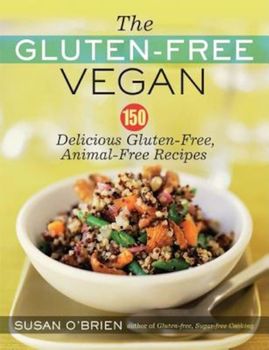 The
GLUTEN-FREE
VEGAN
150
Delicious Gluten-Free,
Animal-Free Recipes
SUSAN O'BRIEN author of Gluten-free, Sugar-free Cooking